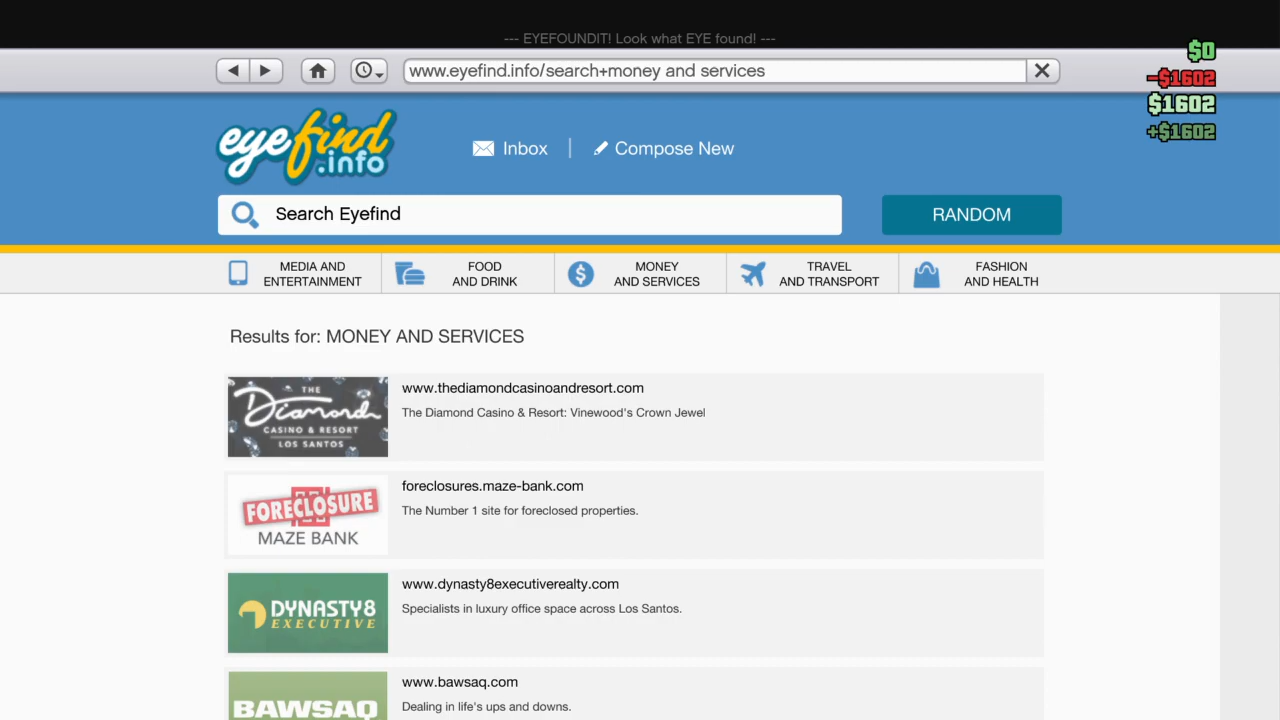 --- EYEFOUNDIT! Look what EYE found! ---
$0
www.eyefind.info/search+money and services
-$1602
$1602
+$1602
eyefind
.info
Inbox
Compose New
Search Eyefind
RANDOM
MEDIA AND
ENTERTAINMENT
FOOD
AND DRINK
MONEY
AND SERVICES
TRAVEL
AND TRANSPORT
FASHION
AND HEALTH
Results for: MONEY AND SERVICES
THE
Diamond
CASINO & RESORT
LOS SANTOS
www.thediamondcasinoandresort.com
The Diamond Casino & Resort: Vinewood's Crown Jewel
FORECLOSURE
MAZE BANK
foreclosures.maze-bank.com
The Number 1 site for foreclosed properties.
DYNASTY8
EXECUTIVE
www.dynasty8executiverealty.com
Specialists in luxury office space across Los Santos.
BAWSAQ
www.bawsaq.com
Dealing in life's ups and downs.